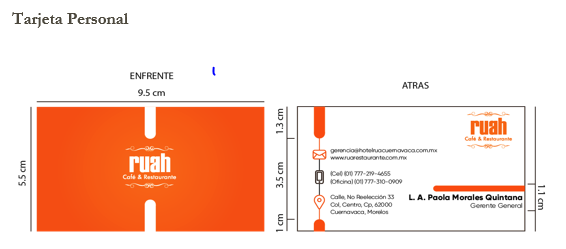 Tarjeta Personal
ENFRENTE
9.5 cm
5.5 cm
ruah
Café & Restaurante
ATRAS
1.3 cm
3.5 cm
1 cm
ruah
Café & Restaurante
gerencia@hotelruacuernavaca.com.mx
www.ruarestaurante.com.mx
(Cel) (01) 777-219-4655
(Oficina) (01) 777-310-0909
Calle, No Reelección 33
Col, Centro, Cp, 62000
Cuernavaca, Morelos
L. A. Paola Morales Quintana
Gerente General
1.1 cm